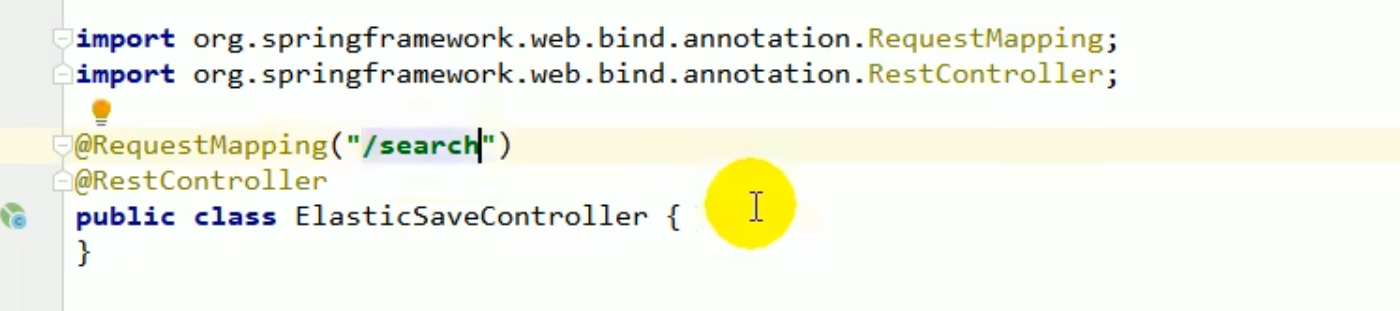 import org.springframework.web.bind.annotation.RequestMapping;
import org.springframework.web.bind.annotation.RestController;
@RequestMapping("/search")
@RestController
public class ElasticSaveController {
}